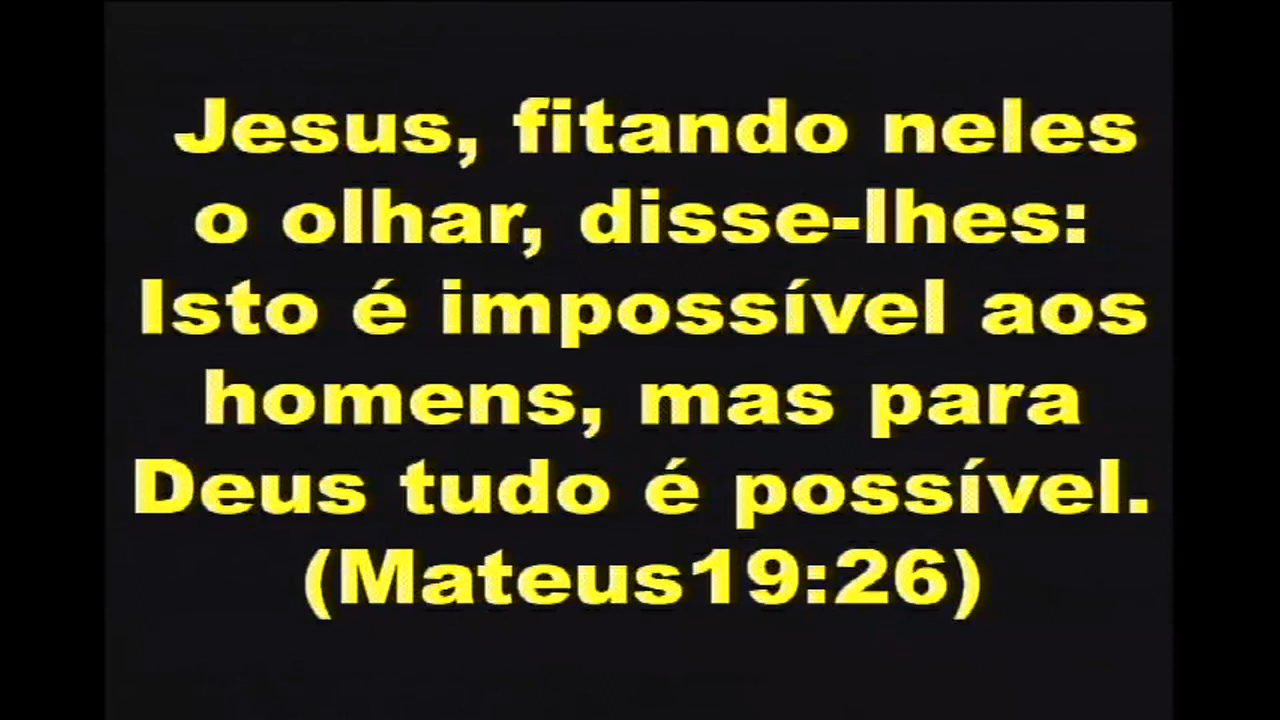 Jesus, fitando neles
o olhar, disse-lhes:
Isto é impossível aos
homens, mas para
Deus tudo é possível.
(Mateus19:26)